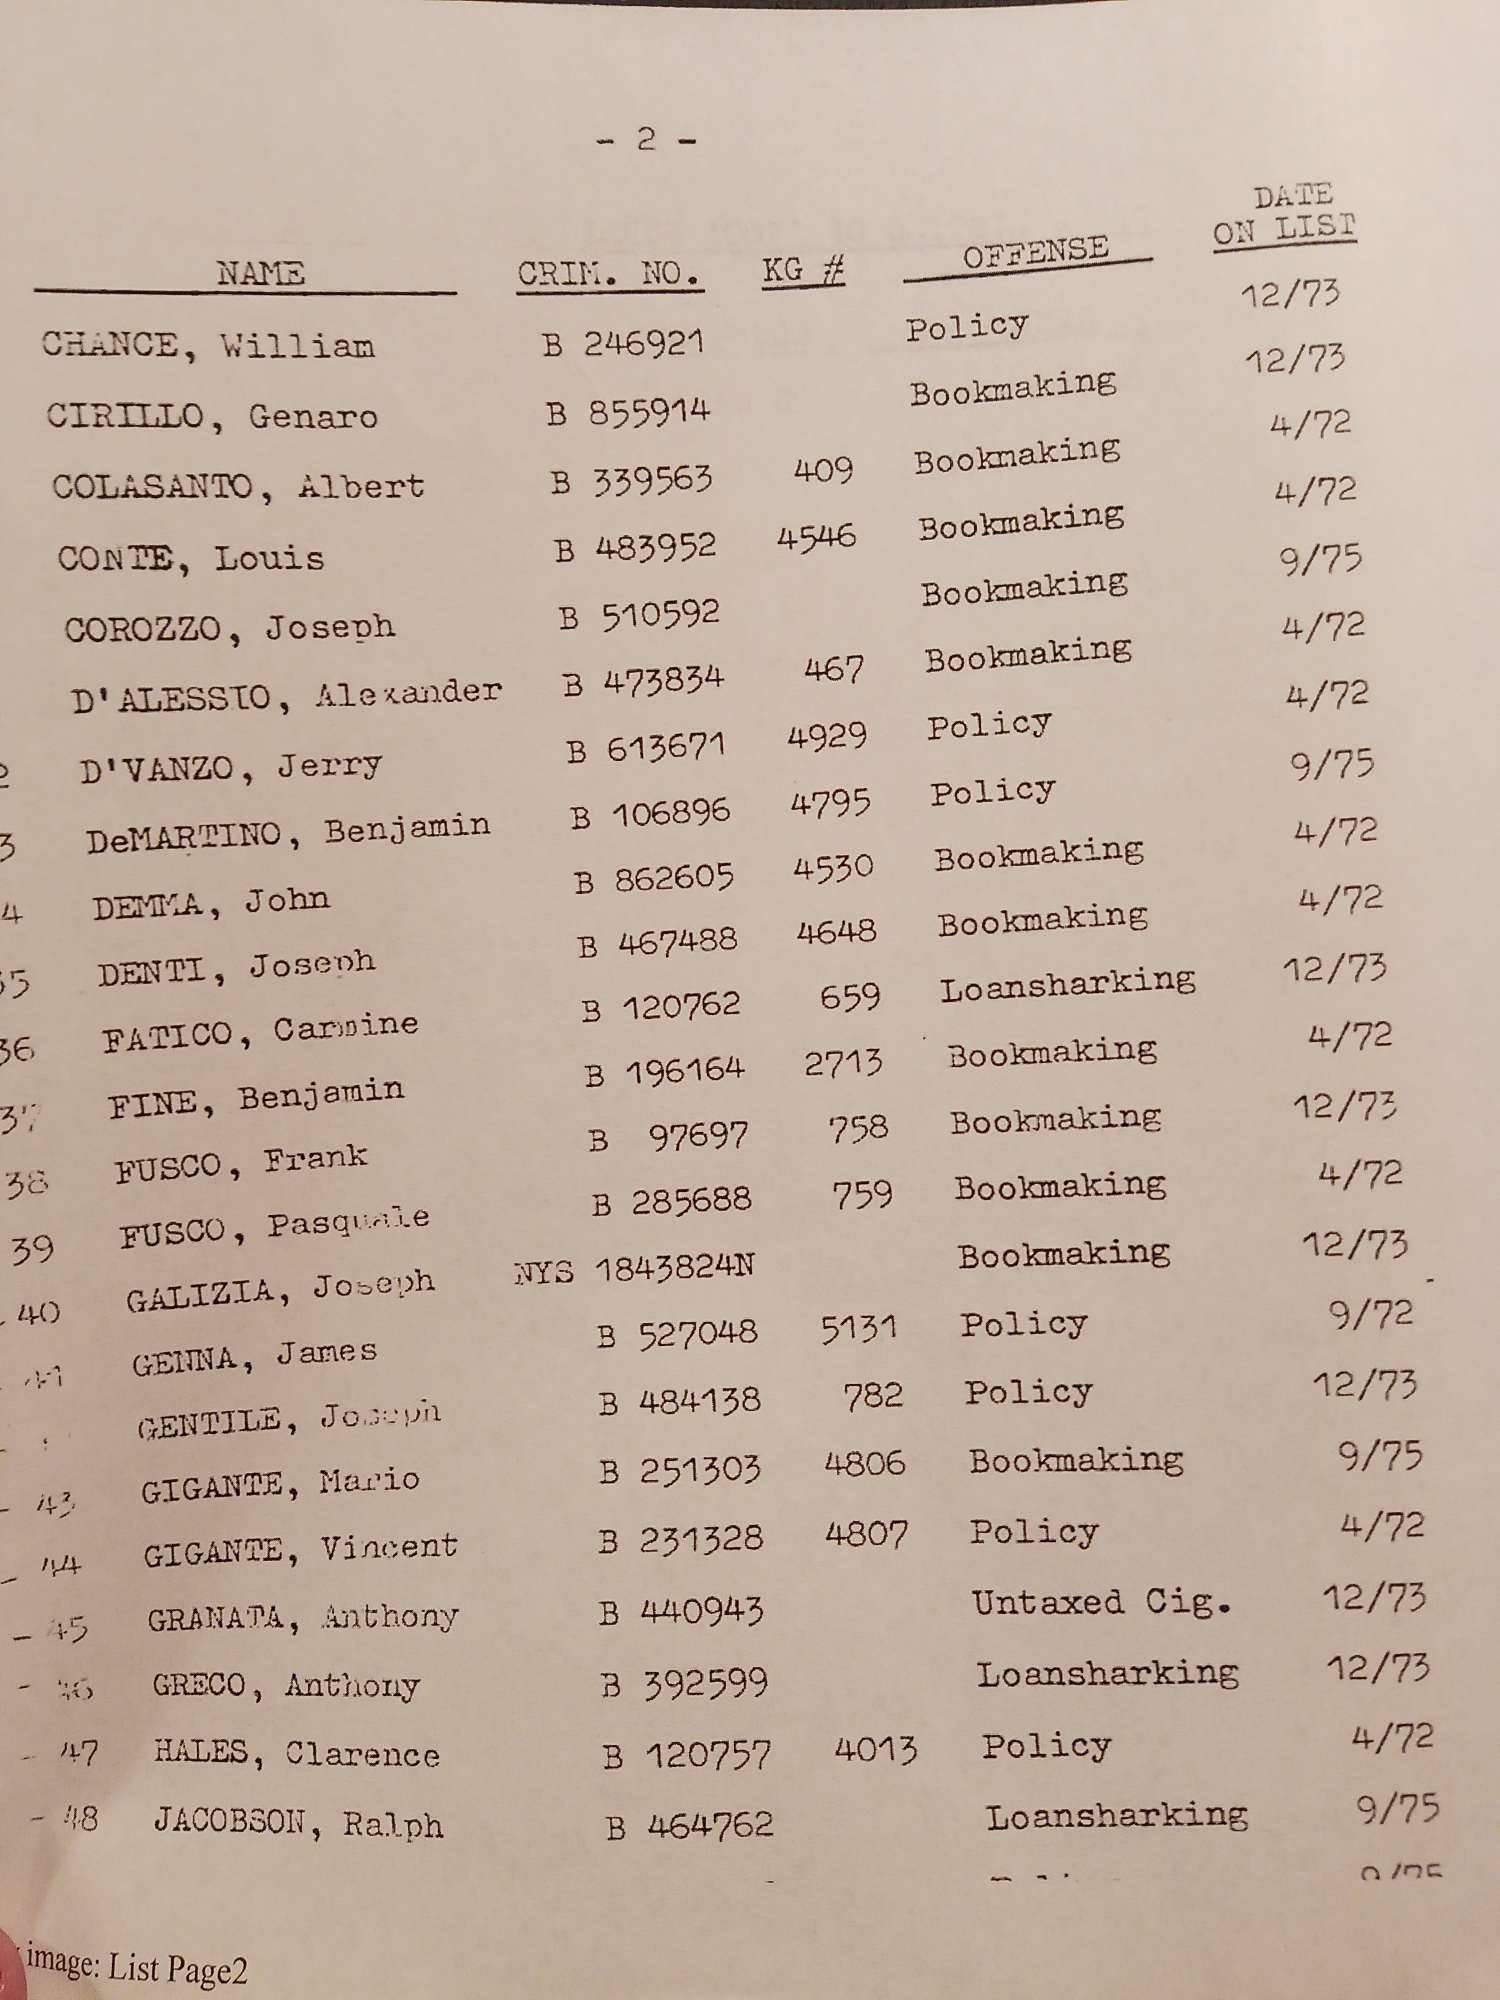 - 2 -
NAME CRIM. NO. KG # OFFENSE DATE ON LIST
CHANCE, William B 246921 Policy 12/73
CIRILLO, Genaro B 855914 Bookmaking 12/73
COLASANTO, Albert B 339563 409 Bookmaking 4/72
CONTE, Louis B 483952 4546 Bookmaking 4/72
COROZZO, Joseph B 510592 Bookmaking 9/75
D'ALESSIO, Alexander B 473834 467 Bookmaking 4/72
2 D'VANZO, Jerry B 613671 4929 Policy 4/72
3 DeMARTINO, Benjamin B 106896 4795 Policy 9/75
4 DEMMA, John B 862605 4530 Bookmaking 4/72
35 DENTI, Joseph B 467488 4648 Bookmaking 4/72
36 FATICO, Carmine B 120762 659 Loansharking 12/73
37 FINE, Benjamin B 196164 2713 Bookmaking 4/72
38 FUSCO, Frank B 97697 758 Bookmaking 12/73
39 FUSCO, Pasquale B 285688 759 Bookmaking 4/72
- 40 GALIZIA, Joseph NYS 1843824N Bookmaking 12/73
- 41 GENNA, James B 527048 5131 Policy 9/72
- GENTILE, Joseph B 484138 782 Policy 12/73
- 43 GIGANTE, Mario B 251303 4806 Bookmaking 9/75
- 44 GIGANTE, Vincent B 231328 4807 Policy 4/72
- 45 GRANATA, Anthony B 440943 Untaxed Cig. 12/73
- 46 GRECO, Anthony B 392599 Loansharking 12/73
- 47 HALES, Clarence B 120757 4013 Policy 4/72
- 48 JACOBSON, Ralph B 464762 Loansharking 9/75
image: List Page2